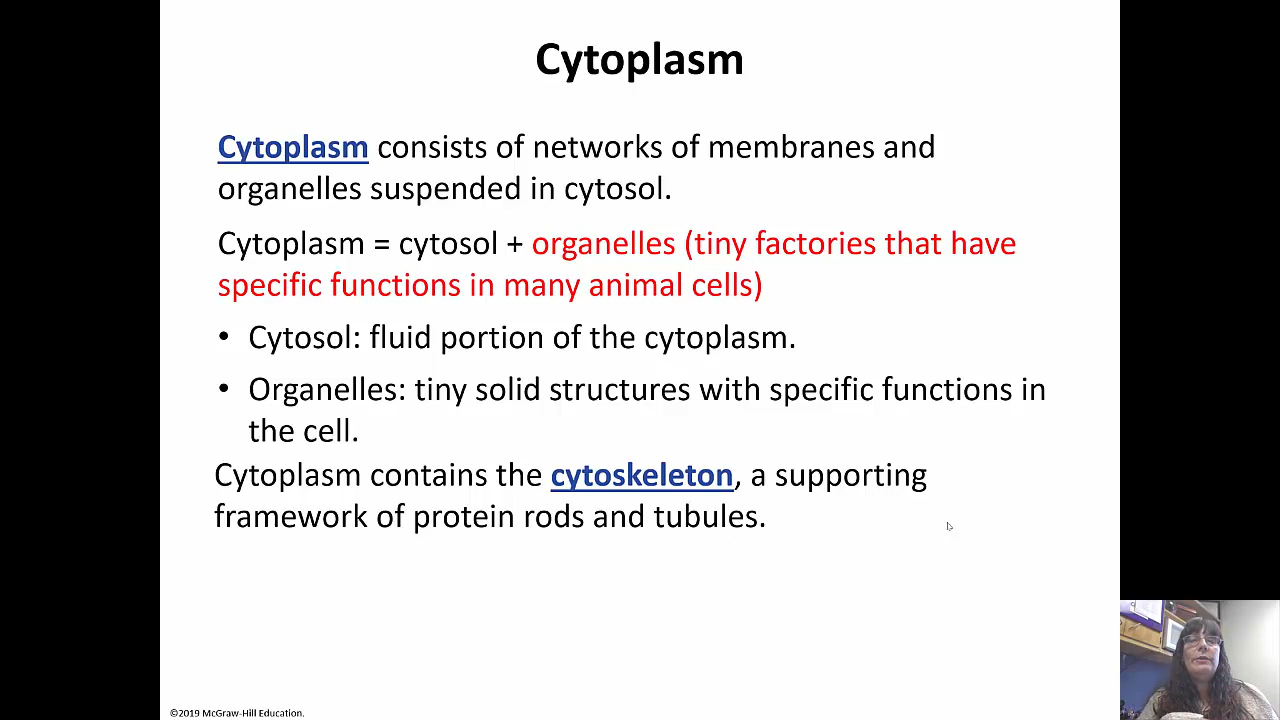 Cytoplasm
Cytoplasm consists of networks of membranes and
organelles suspended in cytosol.
Cytoplasm = cytosol + organelles (tiny factories that have
specific functions in many animal cells)
• Cytosol: fluid portion of the cytoplasm.
• Organelles: tiny solid structures with specific functions in
the cell.
Cytoplasm contains the cytoskeleton, a supporting
framework of protein rods and tubules.
©2019 McGraw-Hill Education.